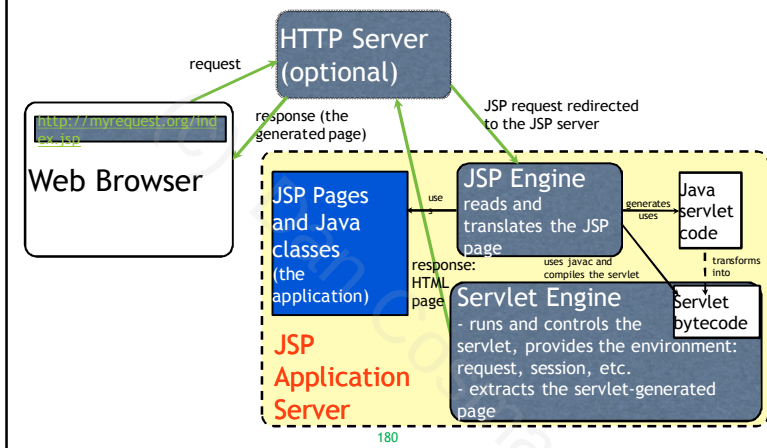 HTTP Server
(optional)
request
http://myrequest.org/ind
ex.jsp
Web Browser
response (the
generated page)
JSP request redirected
to the JSP server
JSP Pages
and Java
classes
(the
application)
use
s
JSP Engine
reads and
translates the JSP
page
generates
uses
Java
servlet
code
transforms
into
uses javac and
compiles the servlet
response:
HTML
page
Servlet Engine
- runs and controls the
servlet, provides the environment:
request, session, etc.
- extracts the servlet-generated
page
Servlet
bytecode
JSP
Application
Server
180
(c) Dan Cosma